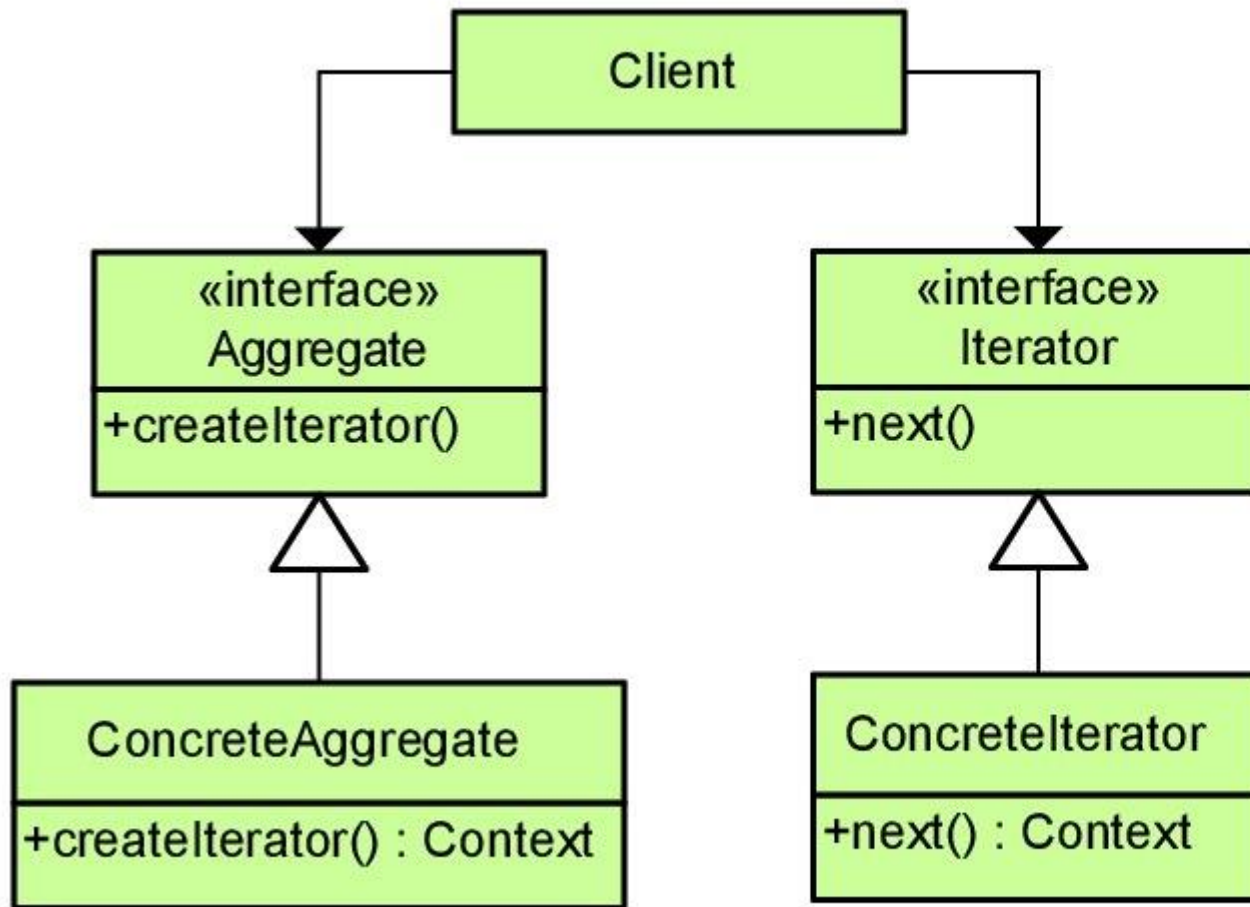 Client
«interface»
Aggregate
+createIterator()
«interface»
Iterator
+next()
ConcreteAggregate
+createIterator() : Context
ConcreteIterator
+next() : Context